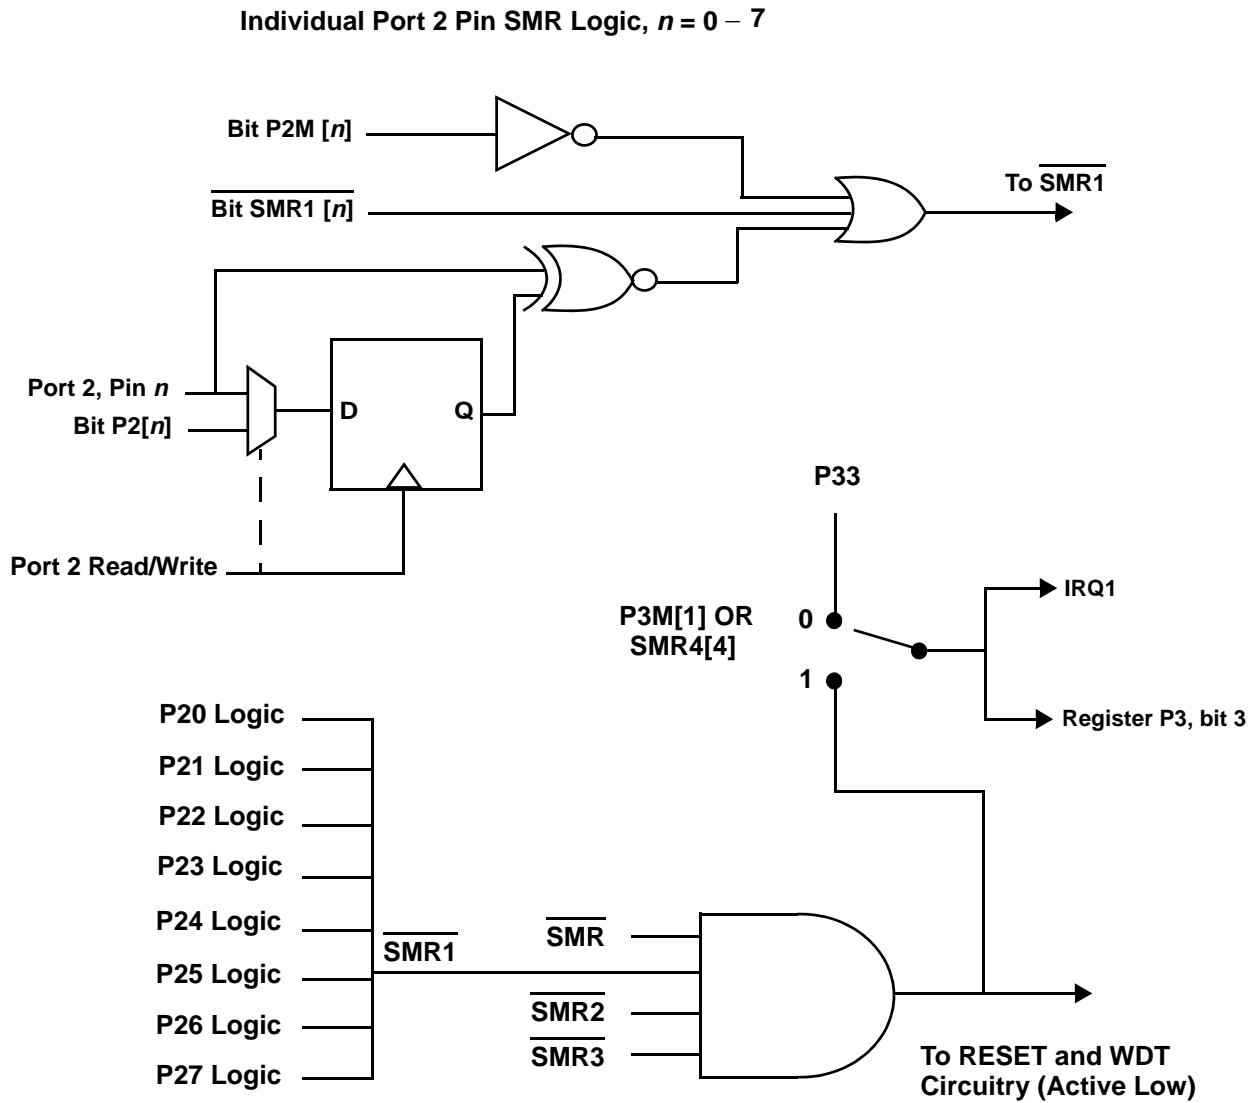 Individual Port 2 Pin SMR Logic, n = 0 – 7
Bit P2M [n]
Bit SMR1 [n]
To SMR1
Port 2, Pin n
Bit P2[n]
D
Q
Port 2 Read/Write
P33
P3M[1] OR
SMR4[4]
0
1
IRQ1
Register P3, bit 3
P20 Logic
P21 Logic
P22 Logic
P23 Logic
P24 Logic
P25 Logic
P26 Logic
P27 Logic
SMR1
SMR
SMR2
SMR3
To RESET and WDT
Circuitry (Active Low)